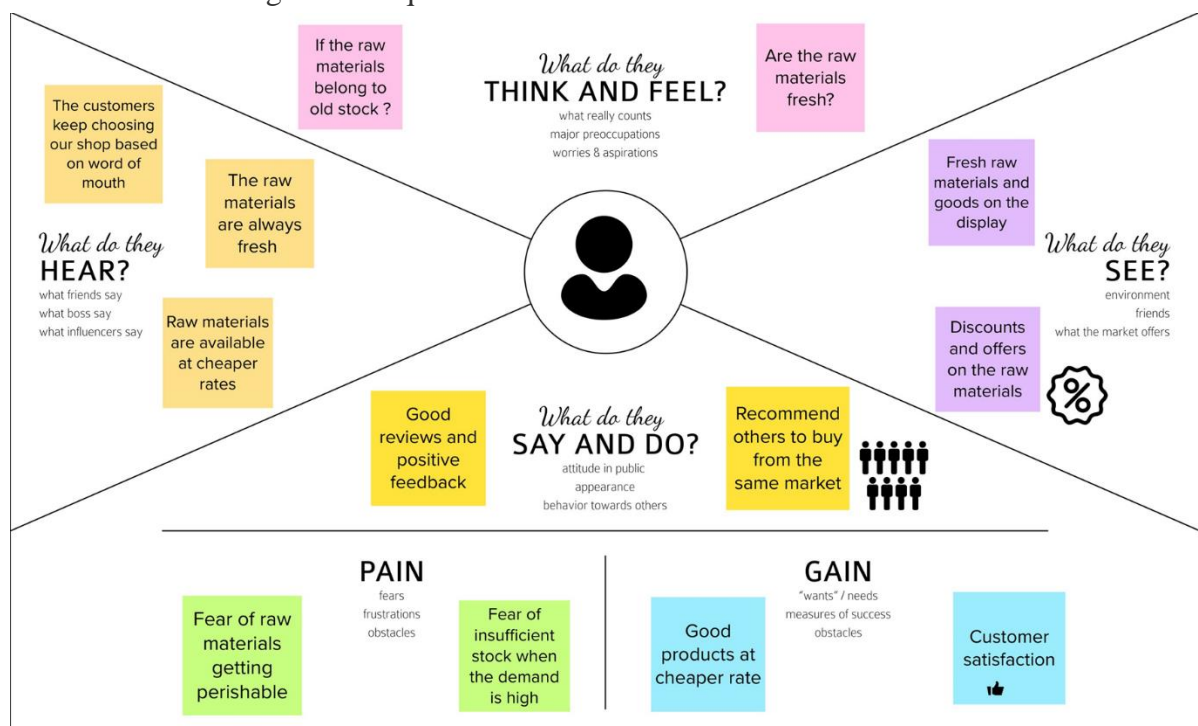 If the raw
materials
belong to
old stock ?
What do they
THINK AND FEEL?
what really counts
major preoccupations
worries & aspirations
Are the raw
materials
fresh?
The customers
keep choosing
our shop based
on word of
mouth
The raw
materials
are always
fresh
What do they
HEAR?
what friends say
what boss say
what influencers say
Raw materials
are available
at cheaper
rates
Fresh raw
materials and
goods on the
display
What do they
SEE?
environment
friends
what the market offers
Discounts
and offers
on the raw
materials
%
Good
reviews and
positive
feedback
What do they
SAY AND DO?
attitude in public
appearance
behavior towards others
Recommend
others to buy
from the
same market
PAIN
fears
frustrations
obstacles
Fear of raw
materials
getting
perishable
Fear of
insufficient
stock when
the demand
is high
GAIN
"wants" / needs
measures of success
obstacles
Good
products at
cheaper rate
Customer
satisfaction